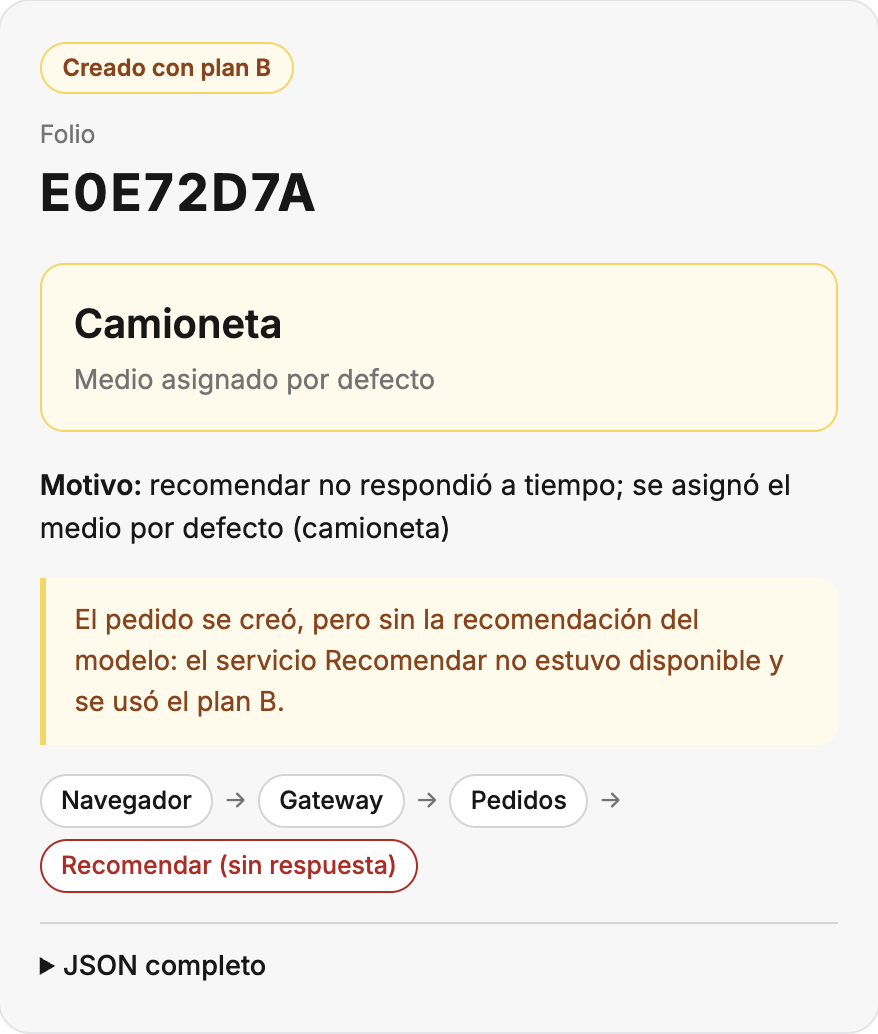 Creado con plan B
Folio
E0E72D7A
Camioneta
Medio asignado por defecto
Motivo: recomendar no respondió a tiempo; se asignó el
medio por defecto (camioneta)
El pedido se creó, pero sin la recomendación del
modelo: el servicio Recomendar no estuvo disponible y
se usó el plan B.
Navegador → Gateway → Pedidos →
Recomendar (sin respuesta)
▶ JSON completo